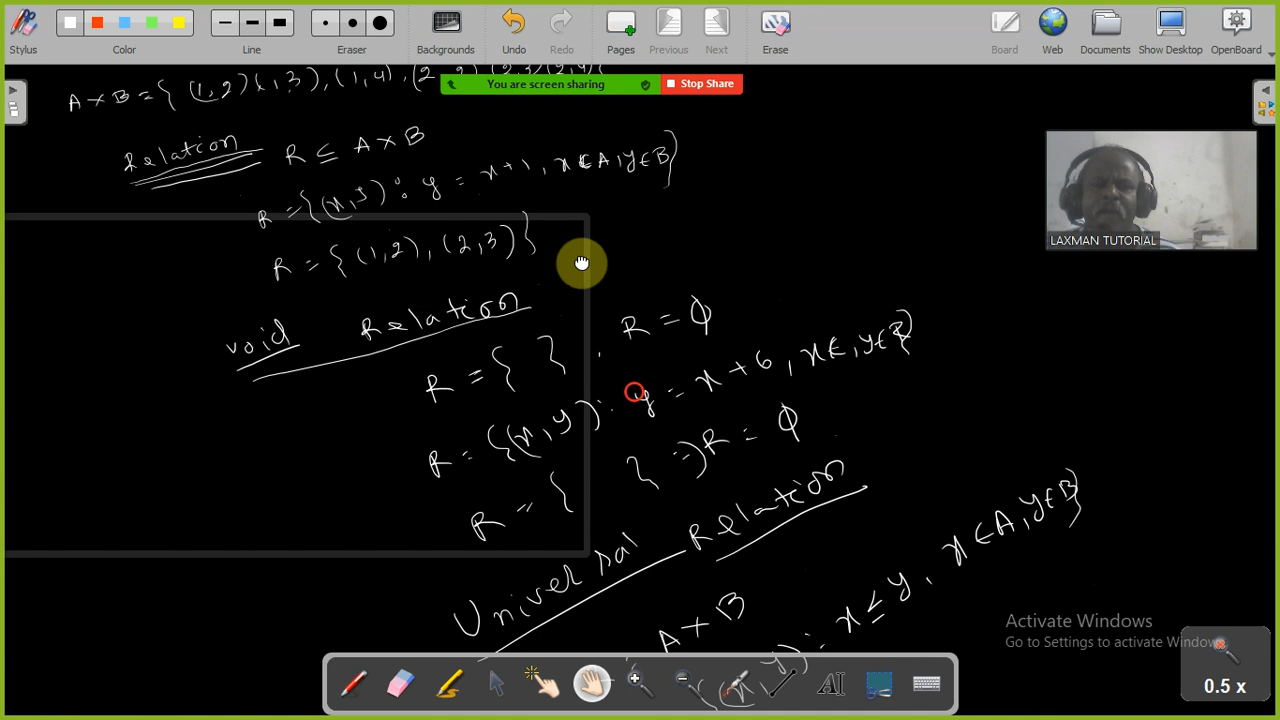 Stylus Color Line Eraser Backgrounds Undo Redo Pages Previous Next Erase Board Web Documents Show Desktop OpenBoard
A×B = { (1,2) (1,3), (1,4), (2
You are screen sharing Stop Share
Relation R ⊆ A×B
R = {(x,y) : y = x+1, x∈A, y∈B}
R = { (1,2), (2,3) }
LAXMAN TUTORIAL
void Relation
R = { } . R = ϕ
R = {(x,y) : y = x+6, x∈, y∈B}
R = { } ⇒ R = ϕ
Universal Relation
A×B
(x, y) : x ≤ y, x∈A, y∈B}
Activate Windows
Go to Settings to activate Windows
0.5 x